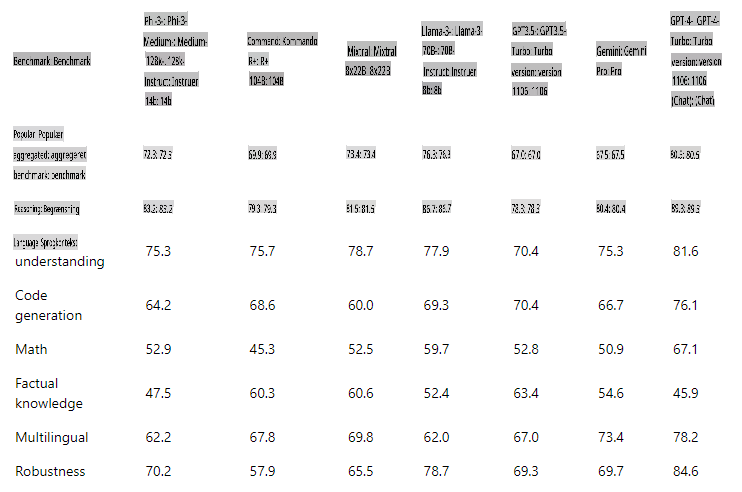 Benchmark: Benchmark
Phi-3-: Phi-3-
Medium-: Medium-
128k-: 128k-
Instruct: Instruer
14b: 14b
Command: Kommando
R+: R+
104B: 104B
Mixtral: Mixtral
8x22B: 8x22B
Llama-3-: Llama-3-
70B-: 70B-
Instruct: Instruer
8b: 8b
GPT3.5-: GPT3.5-
Turbo: Turbo
version: version
1106: 1106
Gemini: Gemini
Pro: Pro
GPT-4-: GPT-4-
Turbo: Turbo
version: version
1106: 1106
(Chat): (Chat)
Popular: Populær
aggregated: aggregeret
benchmark: benchmark
72.3: 72.3 69.9: 69.9 73.4: 73.4 76.3: 76.3 67.0: 67.0 67.5: 67.5 80.5: 80.5
Reasoning: 83.2: 83.2 79.3: 79.3 81.5: 81.5 86.7: 86.7 78.3: 78.3 80.4: 80.4 89.3: 89.3
Language: Sprogkontekst
understanding 75.3 75.7 78.7 77.9 70.4 75.3 81.6
Code
generation 64.2 68.6 60.0 69.3 70.4 66.7 76.1
Math 52.9 45.3 52.5 59.7 52.8 50.9 67.1
Factual
knowledge 47.5 60.3 60.6 52.4 63.4 54.6 45.9
Multilingual 62.2 67.8 69.8 62.0 67.0 73.4 78.2
Robustness 70.2 57.9 65.5 78.7 69.3 69.7 84.6